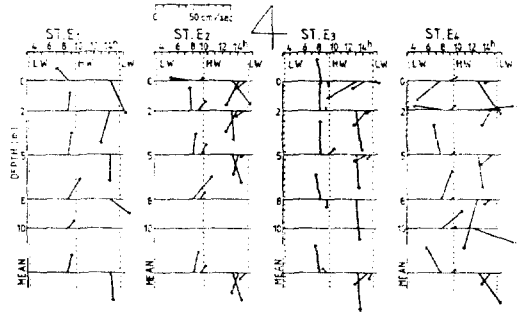 0 50 cm/sec
4
ST. E1 ST. E2 ST. E3 ST. E4
4 6 8 10 12 14h 4 6 8 10 14h 4 6 8 10 12 14h 4 6 8 10 12 14h
LW HW LW LW HW LW LW HW LW LW HW LW
0 0 0 0
2 2 2 2
DEPTH (m)
5 5 5 5
8 8 8 8
10 10
MEAN MEAN MEAN MEAN